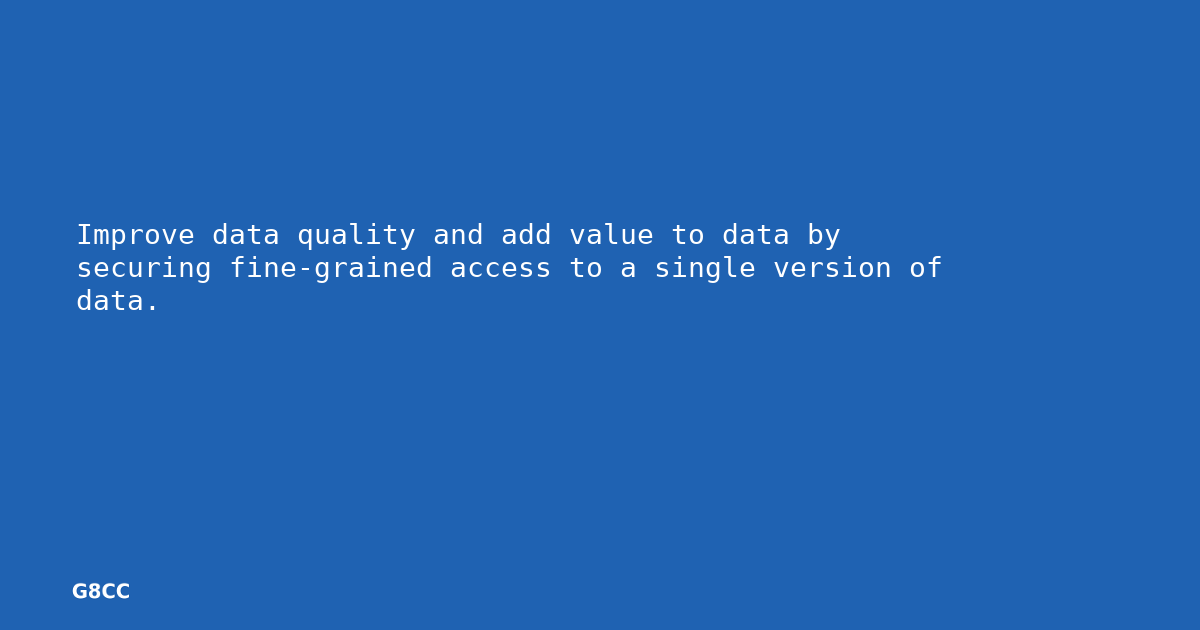 Improve data quality and add value to data by
securing fine-grained access to a single version of
data.
G8CC